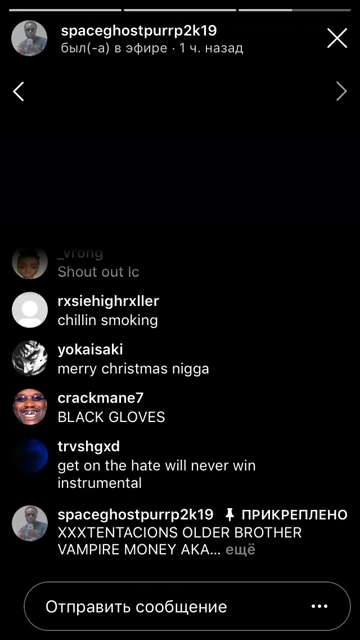 spaceghostpurrp2k19
был(-а) в эфире · 1 ч. назад
_vrong
Shout out lc
rxsiehighrxller
chillin smoking
yokaisaki
merry christmas nigga
crackmane7
BLACK GLOVES
trvshgxd
get on the hate will never win
instrumental
spaceghostpurrp2k19 ПРИКРЕПЛЕНО
XXXTENTACIONS OLDER BROTHER
VAMPIRE MONEY AKA... ещё
Отправить сообщение